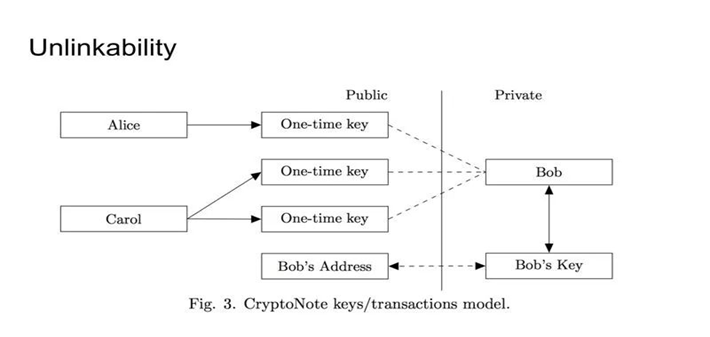 Unlinkability
Public Private
Alice One-time key
One-time key Bob
Carol One-time key
Bob's Address Bob's Key
Fig. 3. CryptoNote keys/transactions model.